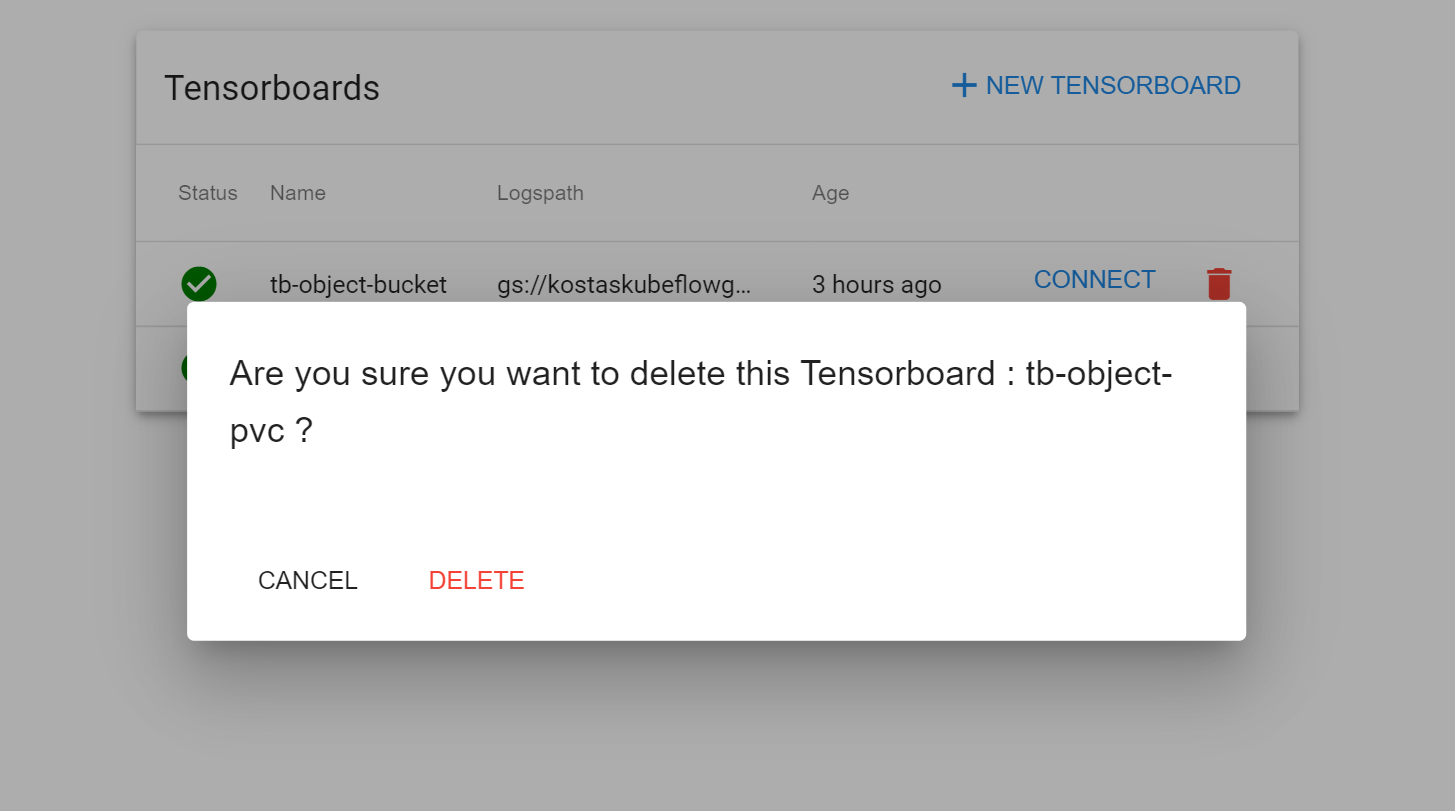 Tensorboards
+ NEW TENSORBOARD
Status Name Logspath Age
tb-object-bucket gs://kostaskubeflowg... 3 hours ago CONNECT
Are you sure you want to delete this Tensorboard : tb-object-
pvc ?
CANCEL DELETE